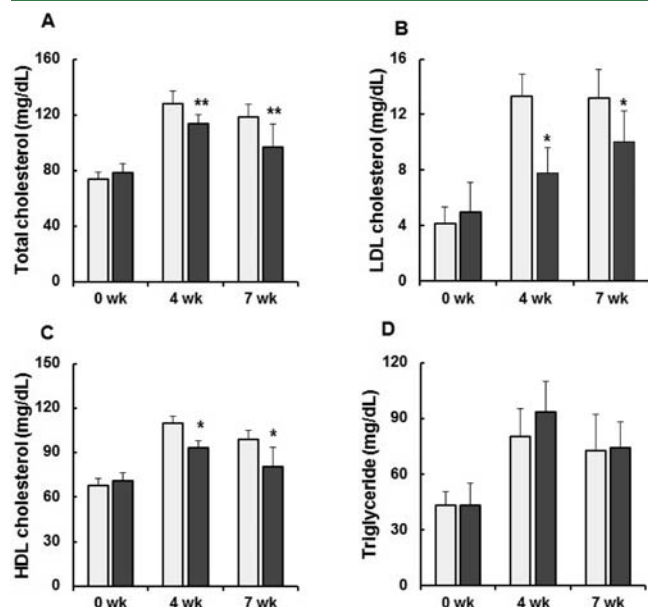 A
Total cholesterol (mg/dL)
160
120
80
40
0
**
**
0 wk 4 wk 7 wk
B
LDL cholesterol (mg/dL)
16
12
8
4
0
*
*
0 wk 4 wk 7 wk
C
HDL cholesterol (mg/dL)
150
120
90
60
30
0
*
*
0 wk 4 wk 7 wk
D
Triglyceride (mg/dL)
120
90
60
30
0
0 wk 4 wk 7 wk